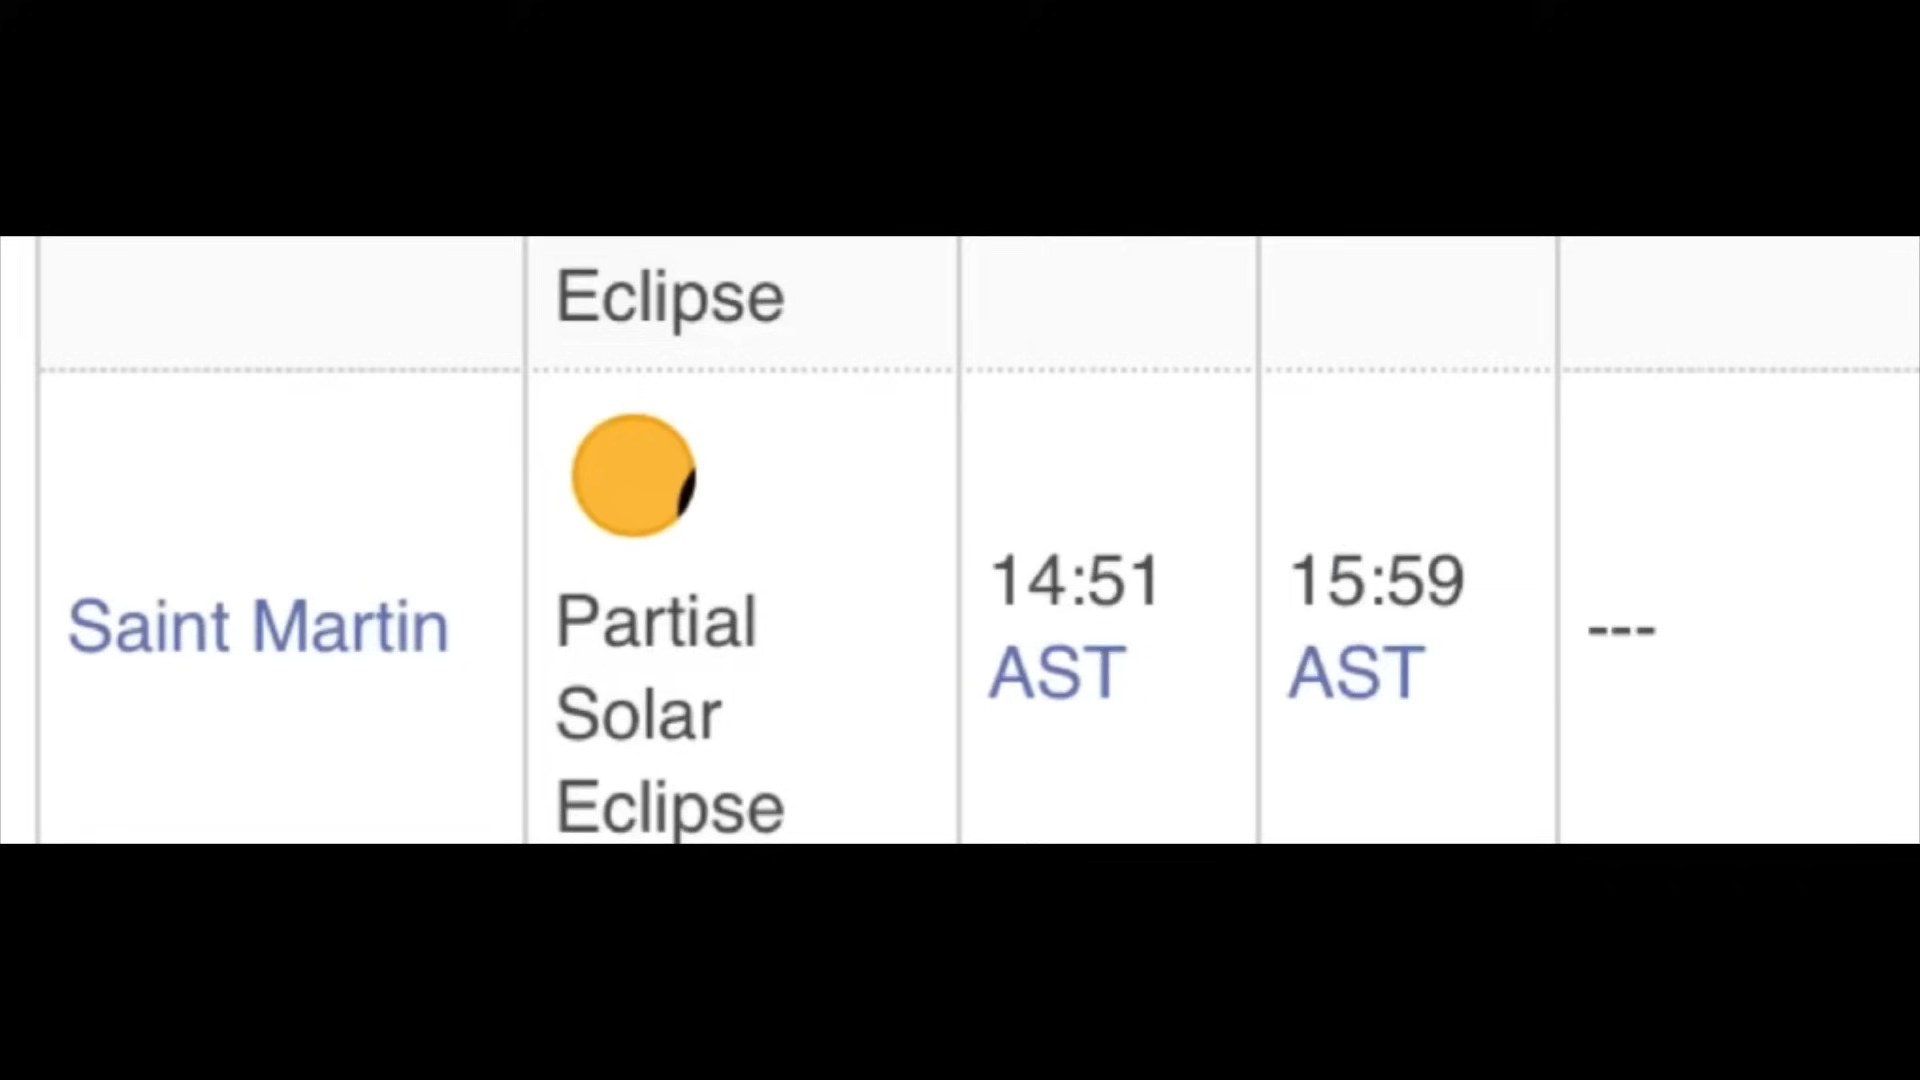 Eclipse
Saint Martin
Partial
Solar
Eclipse
14:51
AST
15:59
AST
---